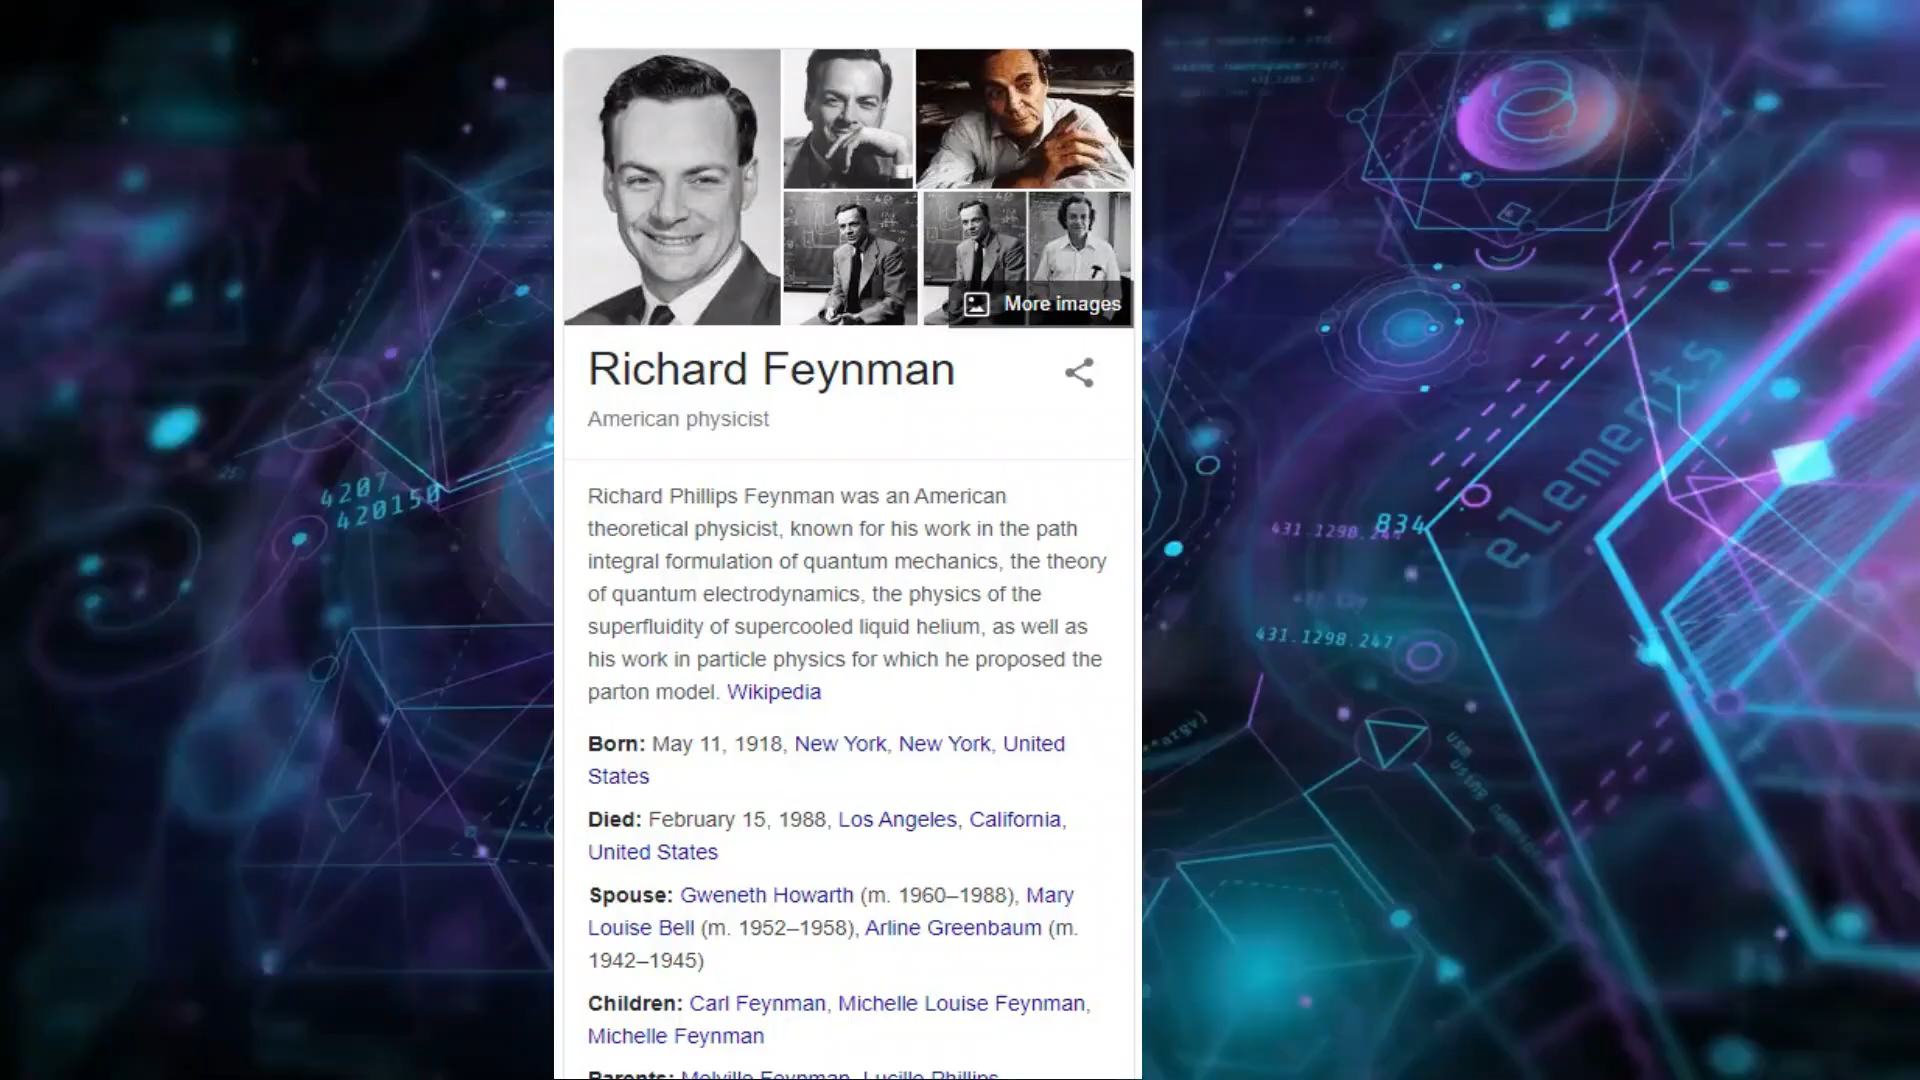 More images
Richard Feynman
American physicist
Richard Phillips Feynman was an American
theoretical physicist, known for his work in the path
integral formulation of quantum mechanics, the theory
of quantum electrodynamics, the physics of the
superfluidity of supercooled liquid helium, as well as
his work in particle physics for which he proposed the
parton model. Wikipedia
Born: May 11, 1918, New York, New York, United
States
Died: February 15, 1988, Los Angeles, California,
United States
Spouse: Gweneth Howarth (m. 1960–1988), Mary
Louise Bell (m. 1952–1958), Arline Greenbaum (m.
1942–1945)
Children: Carl Feynman, Michelle Louise Feynman,
Michelle Feynman
Parents: Melville Feynman, Lucille Phillips
4207
420150
elements
834
431.1298.247